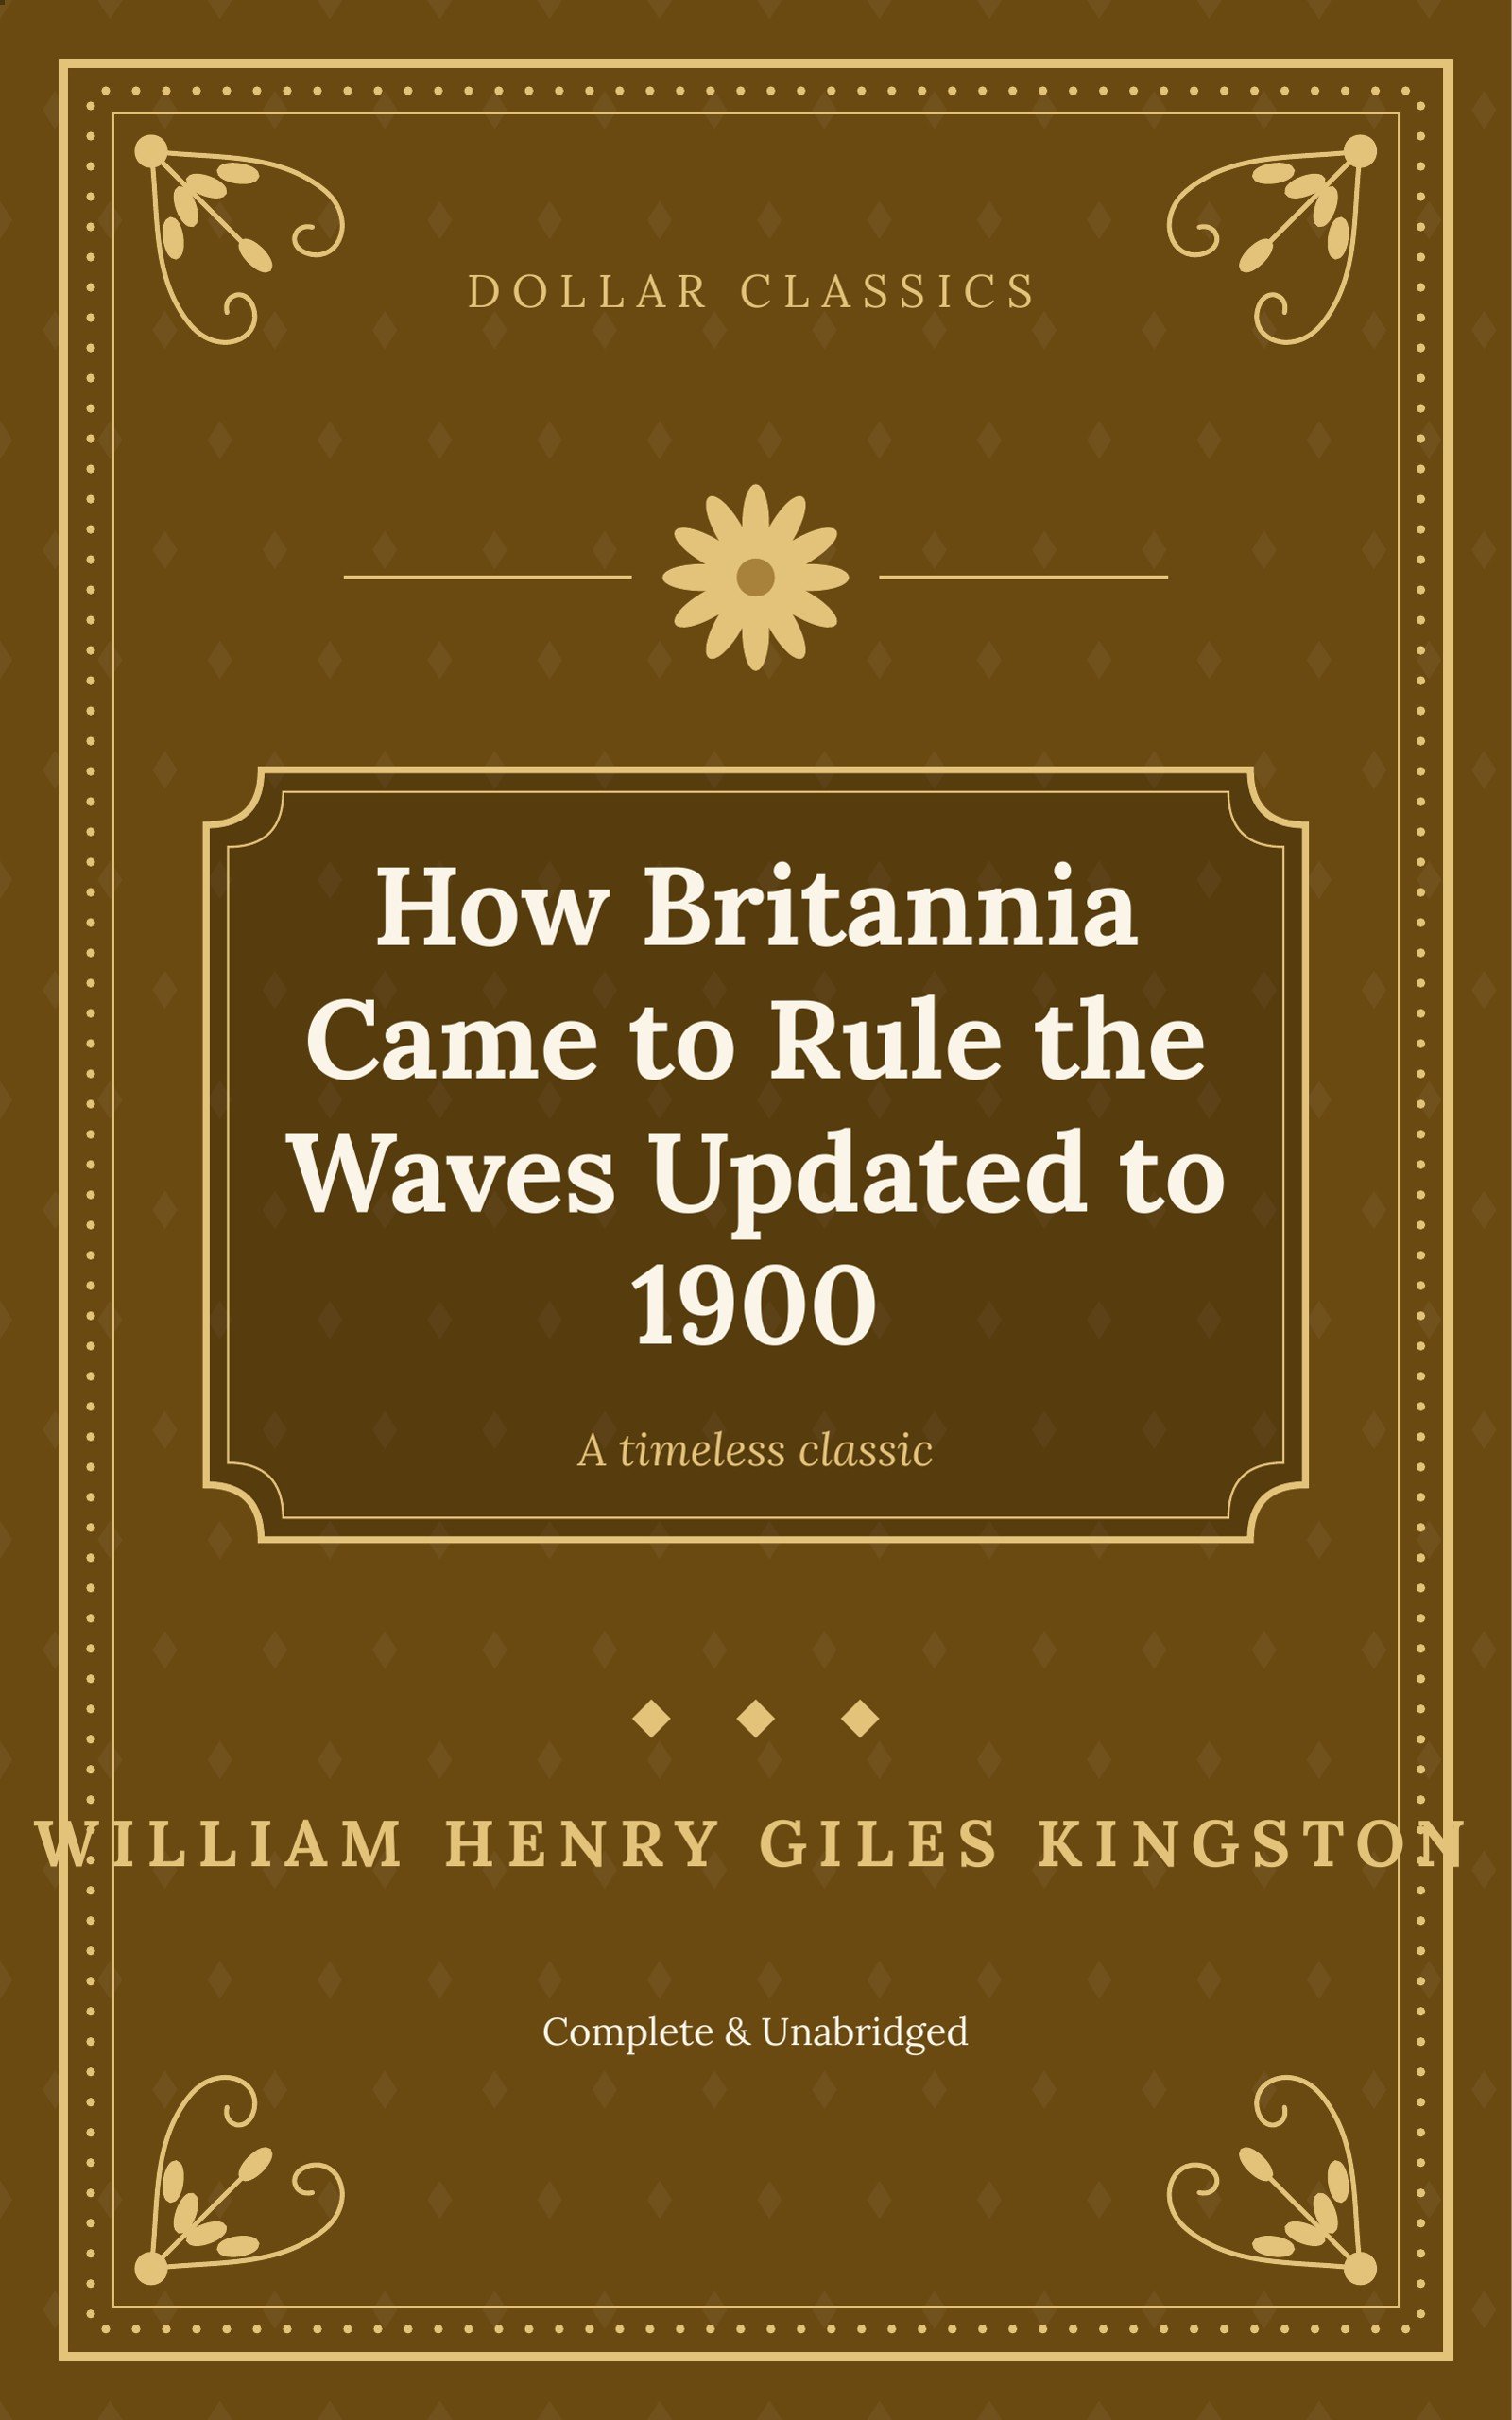 DOLLAR CLASSICS
How Britannia
Came to Rule the
Waves Updated to
1900
A timeless classic
WILLIAM HENRY GILES KINGSTON
Complete & Unabridged